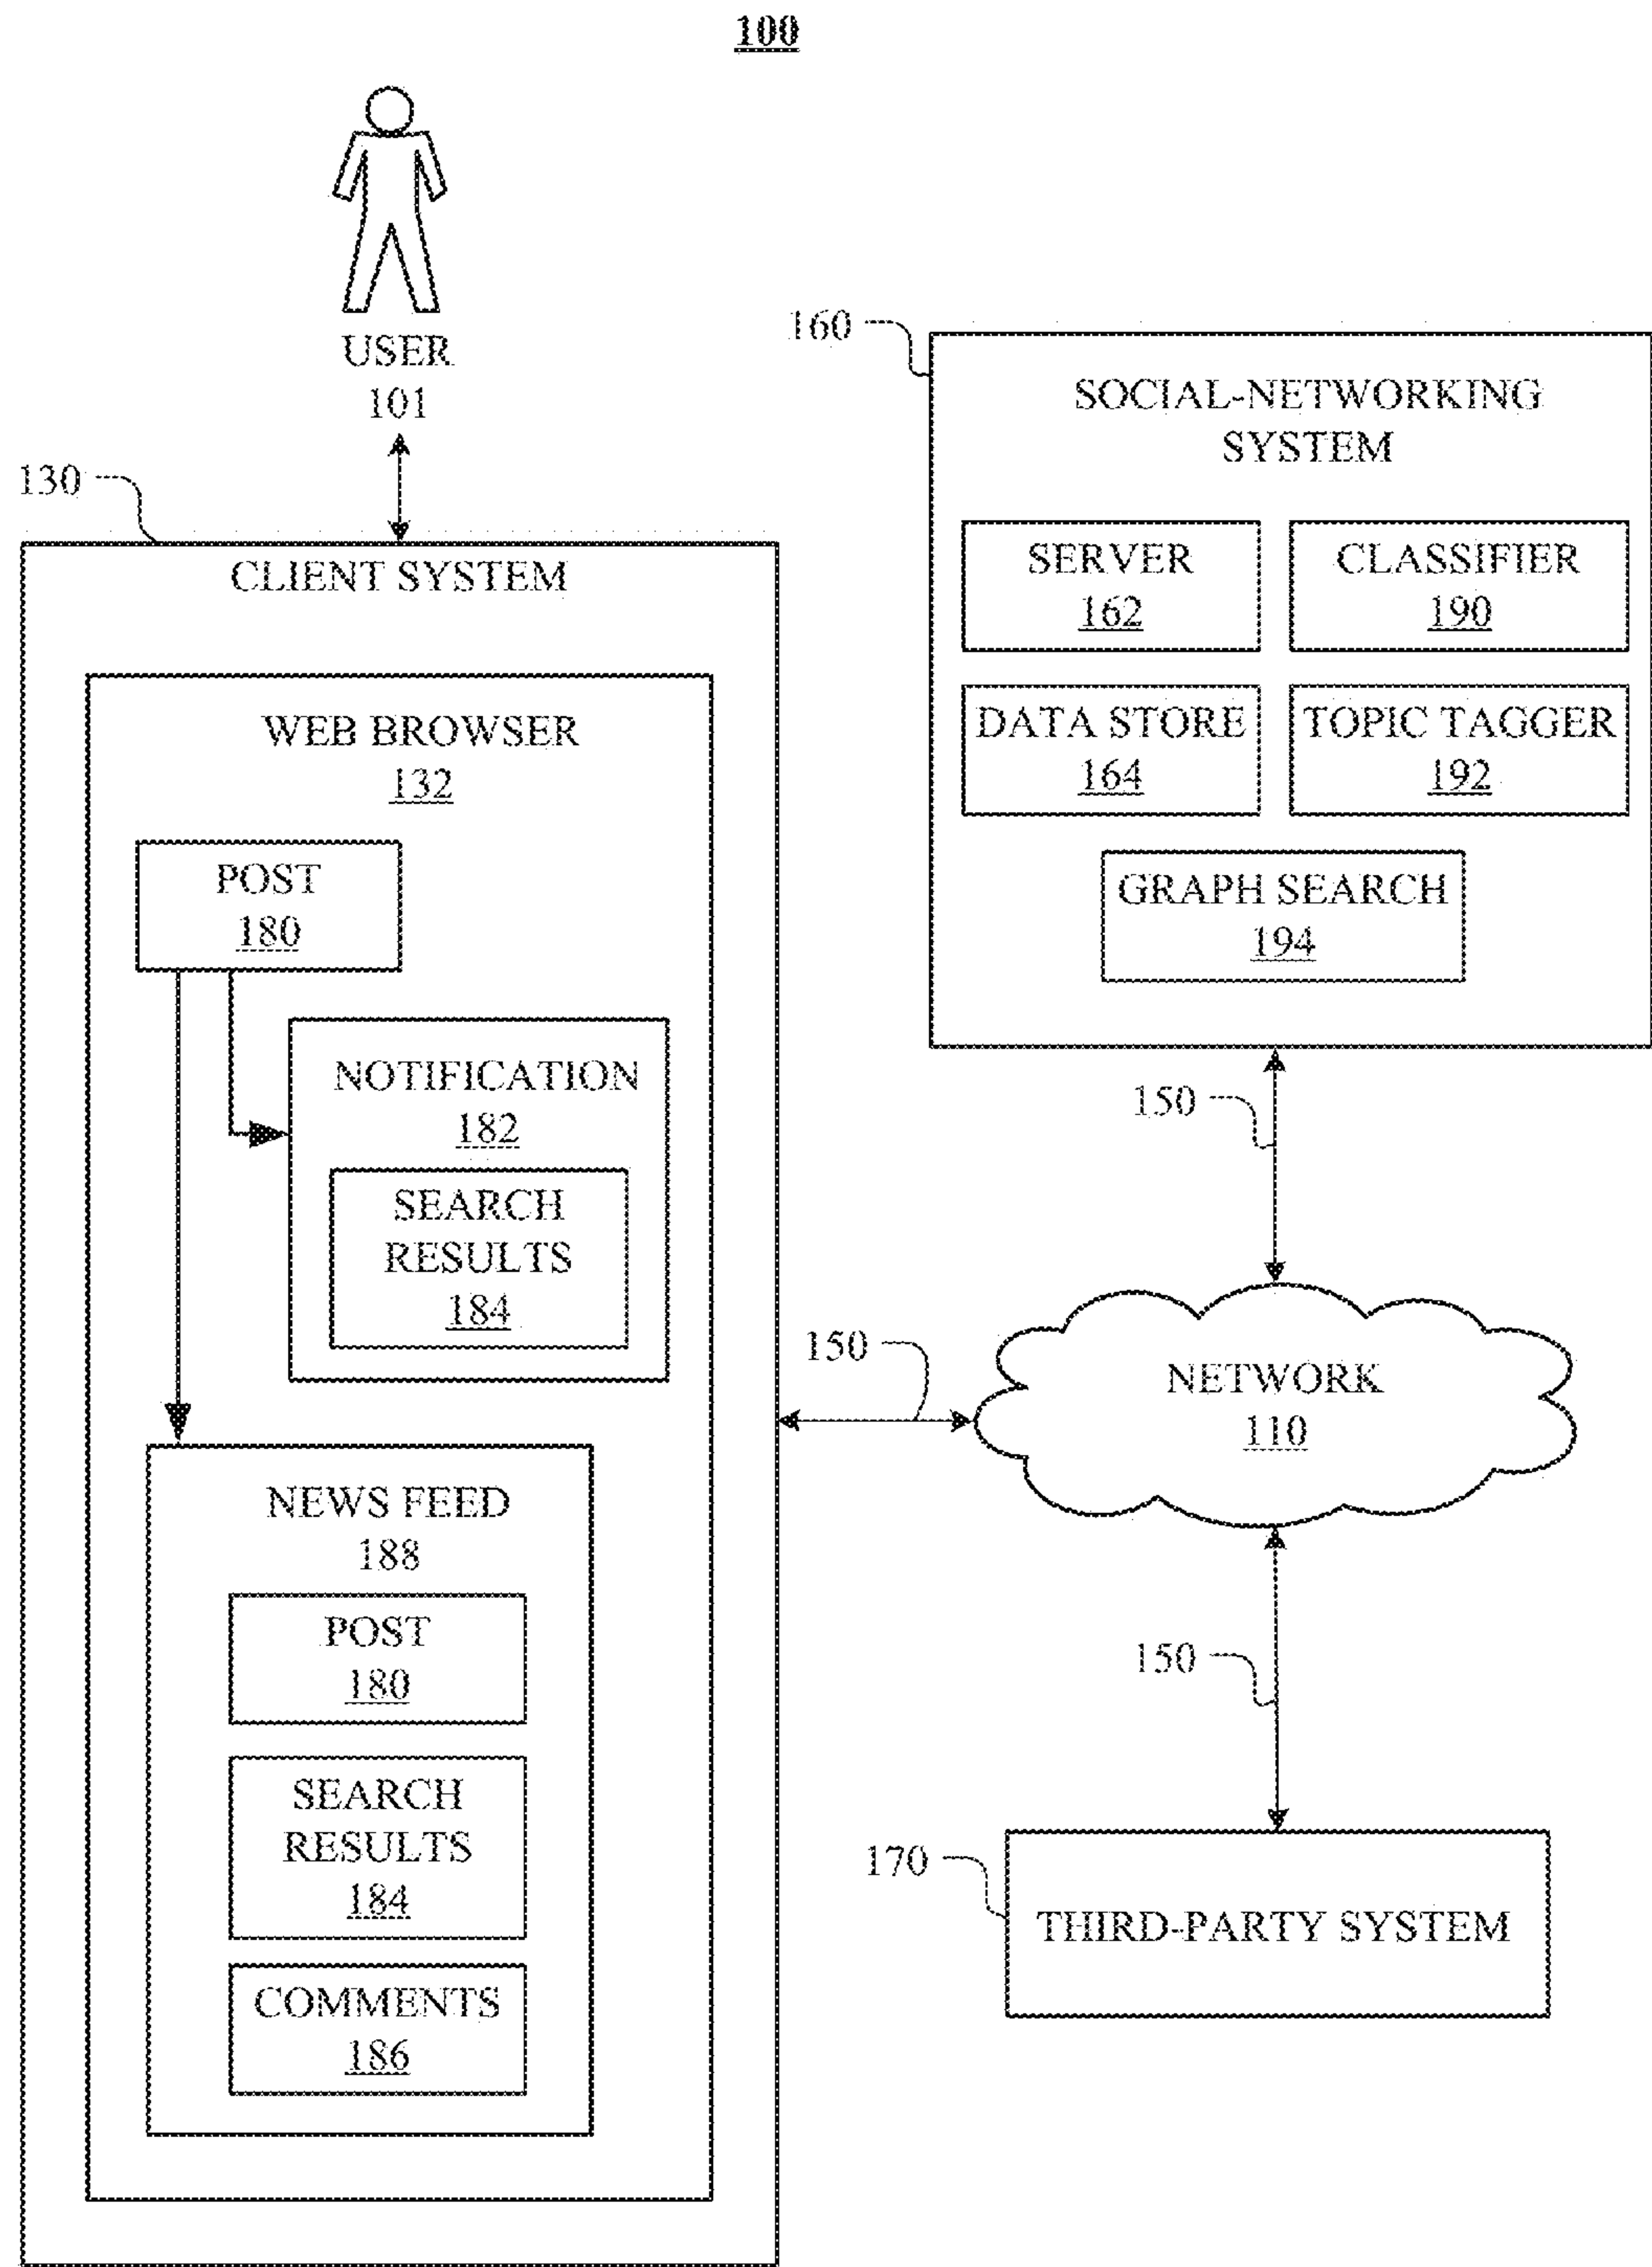 100
USER
101
130
CLIENT SYSTEM
WEB BROWSER
132
POST
180
NOTIFICATION
182
SEARCH
RESULTS
184
NEWS FEED
188
POST
180
SEARCH
RESULTS
184
COMMENTS
186
160
SOCIAL-NETWORKING
SYSTEM
SERVER
162
CLASSIFIER
190
DATA STORE
164
TOPIC TAGGER
192
GRAPH SEARCH
194
150
150
NETWORK
110
150
170
THIRD-PARTY SYSTEM